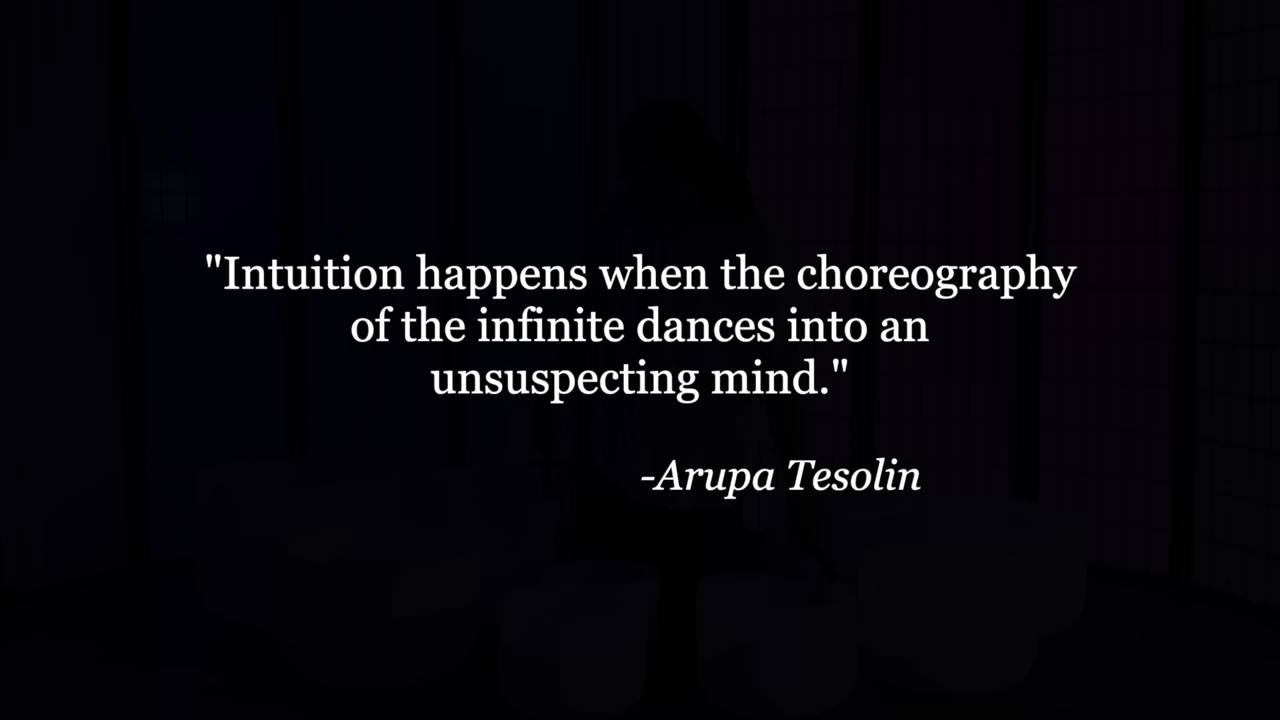 "Intuition happens when the choreography
of the infinite dances into an
unsuspecting mind."
-Arupa Tesolin